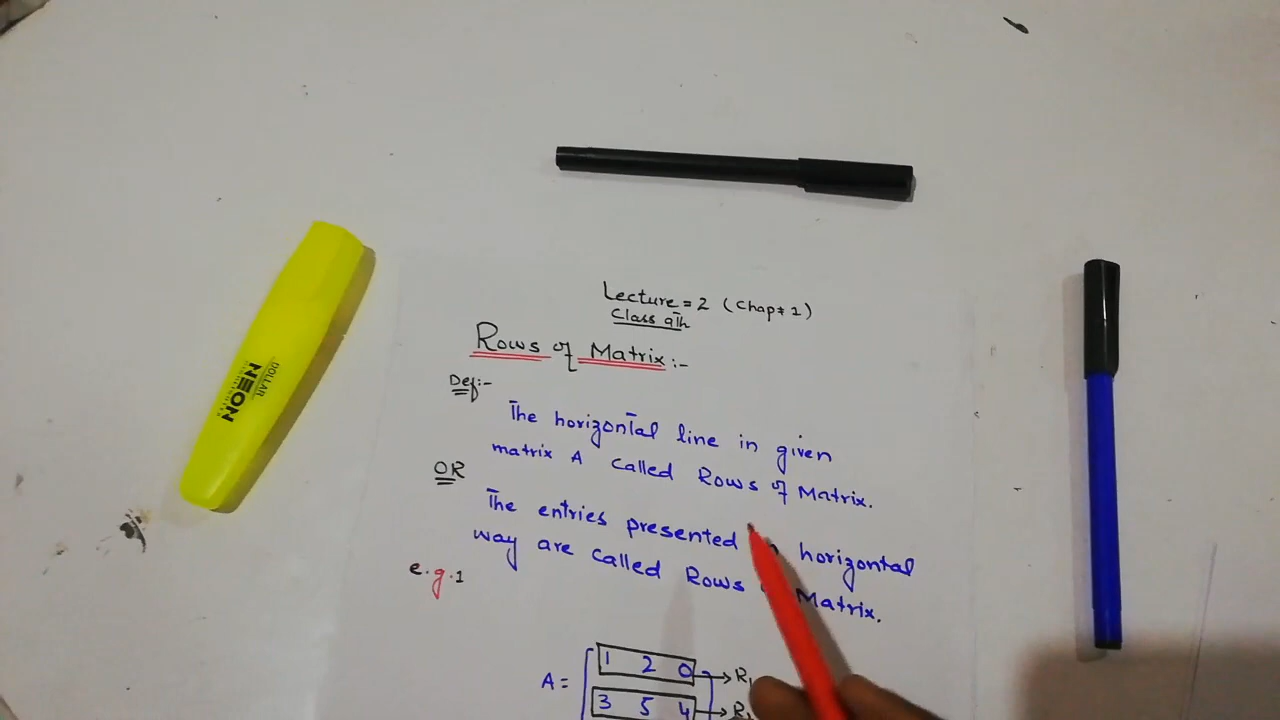 Lecture = 2 (Chap# 1)
Class 9Th
Rows of Matrix:-
Def:-
The horizontal line in given
matrix A called Rows of Matrix.
OR
The entries presented horizontal
way are called Rows Matrix.
e.g.1
A = [ 1 2 0 → R1
3 5 4 → R2
DOLLAR
NEON